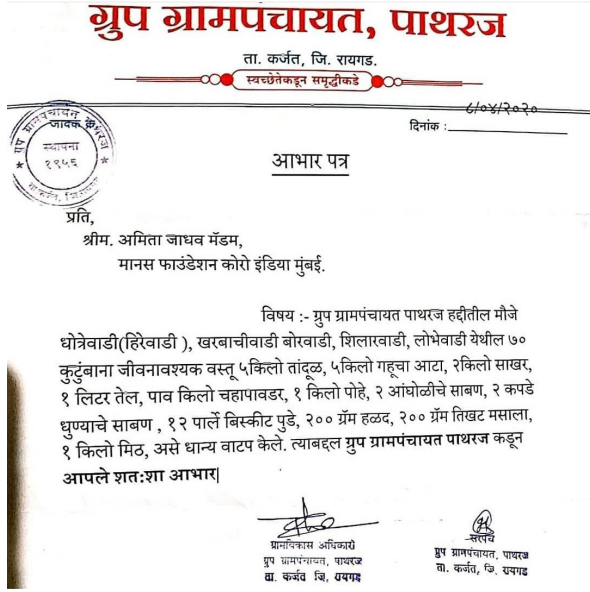 ग्रुप ग्रामपंचायत, पाथरज
ता. कर्जत, जि. रायगड.
स्वच्छतेकडून समृद्धीकडे
८/०४/२०२०
दिनांक :
जावक क्र
स्थापना
१९५६
आभार पत्र
प्रति,
श्रीम. अमिता जाधव मॅडम,
मानस फाउंडेशन कोरो इंडिया मुंबई.
विषय :- ग्रुप ग्रामपंचायत पाथरज हद्दीतील मौजे
धोत्रेवाडी(हिरेवाडी ), खरबाचीवाडी बोरवाडी, शिलारवाडी, लोभेवाडी येथील ७०
कुटुंबाना जीवनावश्यक वस्तू ५किलो तांदूळ, ५किलो गहूचा आटा, २किलो साखर,
१ लिटर तेल, पाव किलो चहापावडर, १ किलो पोहे, २ आंघोळीचे साबण, २ कपडे
धुण्याचे साबण , १२ पार्ले बिस्कीट पुडे, २०० ग्रॅम हळद, २०० ग्रॅम तिखट मसाला,
१ किलो मिठ, असे धान्य वाटप केले. त्याबद्दल ग्रुप ग्रामपंचायत पाथरज कडून
आपले शत:शा आभार|
ग्रामविकास अधिकारी
ग्रुप ग्रामपंचायत, पाथरज
ता. कर्जत जि. रायगड
सरपंच
ग्रुप ग्रामपंचायत, पाथरज
ता. कर्जत, जि. रायगड